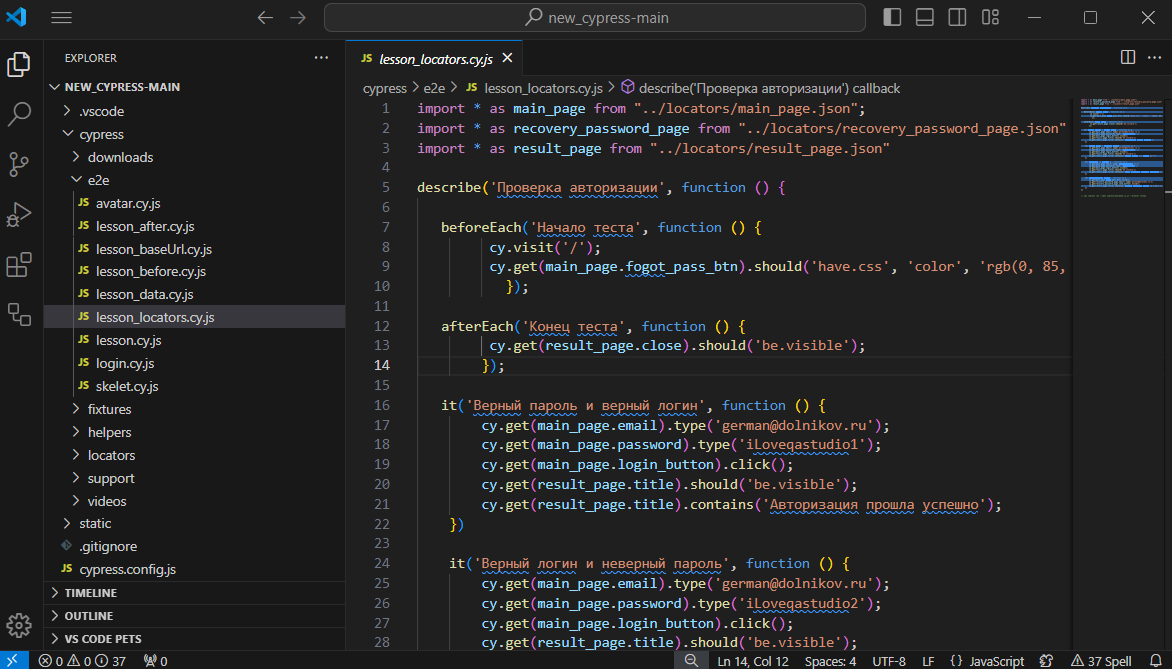 new_cypress-main
EXPLORER
NEW_CYPRESS-MAIN
.vscode
cypress
downloads
e2e
JS avatar.cy.js
JS lesson_after.cy.js
JS lesson_baseUrl.cy.js
JS lesson_before.cy.js
JS lesson_data.cy.js
JS lesson_locators.cy.js
JS lesson.cy.js
JS login.cy.js
JS skelet.cy.js
fixtures
helpers
locators
support
videos
static
.gitignore
JS cypress.config.js
TIMELINE
OUTLINE
VS CODE PETS
JS lesson_locators.cy.js
cypress > e2e > JS lesson_locators.cy.js > describe('Проверка авторизации') callback
1 import * as main_page from "../locators/main_page.json";
2 import * as recovery_password_page from "../locators/recovery_password_page.json"
3 import * as result_page from "../locators/result_page.json"
4
5 describe('Проверка авторизации', function () {
6
7 beforeEach('Начало теста', function () {
8 cy.visit('/');
9 cy.get(main_page.fogot_pass_btn).should('have.css', 'color', 'rgb(0, 85,
10 });
11
12 afterEach('Конец теста', function () {
13 cy.get(result_page.close).should('be.visible');
14 });
15
16 it('Верный пароль и верный логин', function () {
17 cy.get(main_page.email).type('german@dolnikov.ru');
18 cy.get(main_page.password).type('iLoveqastudio1');
19 cy.get(main_page.login_button).click();
20 cy.get(result_page.title).should('be.visible');
21 cy.get(result_page.title).contains('Авторизация прошла успешно');
22 })
23
24 it('Верный логин и неверный пароль', function () {
25 cy.get(main_page.email).type('german@dolnikov.ru');
26 cy.get(main_page.password).type('iLoveqastudio2');
27 cy.get(main_page.login_button).click();
28 cy.get(result_page.title).should('be.visible');
0 0 37 0 Ln 14, Col 12 Spaces: 4 UTF-8 LF {} JavaScript 37 Spell